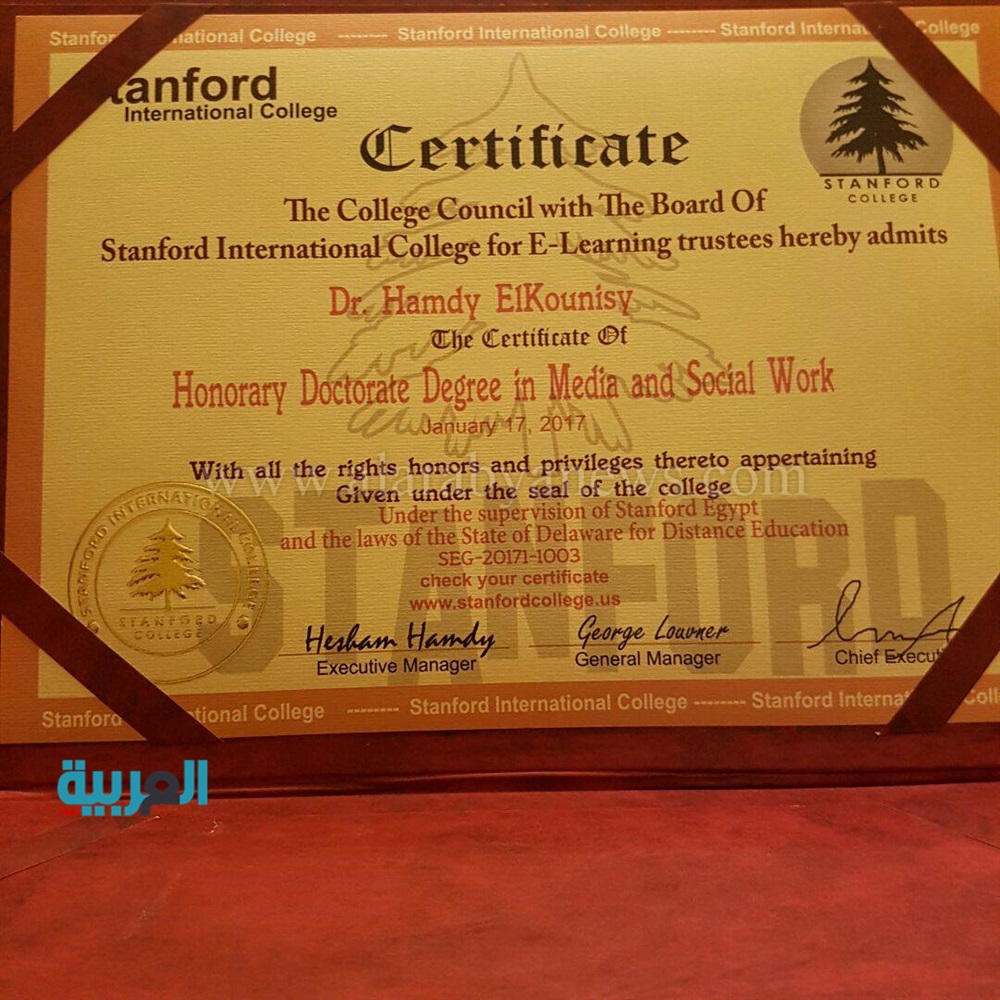 International College -------- Stanford International College -------- Stanford
Stanford
International College
Certificate
STANFORD
COLLEGE
The College Council with The Board Of
Stanford International College for E-Learning trustees hereby admits
Dr. Hamdy ElKounisy
The Certificate Of
Honorary Doctorate Degree in Media and Social Work
January 17, 2017
With all the rights honors and privileges thereto appertaining
Given under the seal of the college
Under the supervision of Stanford Egypt
and the laws of the State of Delaware for Distance Education
SEG-20171-1003
check your certificate
www.stanfordcollege.us
STANFORD
STANFORD INTERNATIONAL COLLEGE
STANFORD
COLLEGE
Hesham Hamdy
Executive Manager
George Louvner
General Manager
Chief
Stanford International College -------- Stanford International College -------- Stanford
العربية